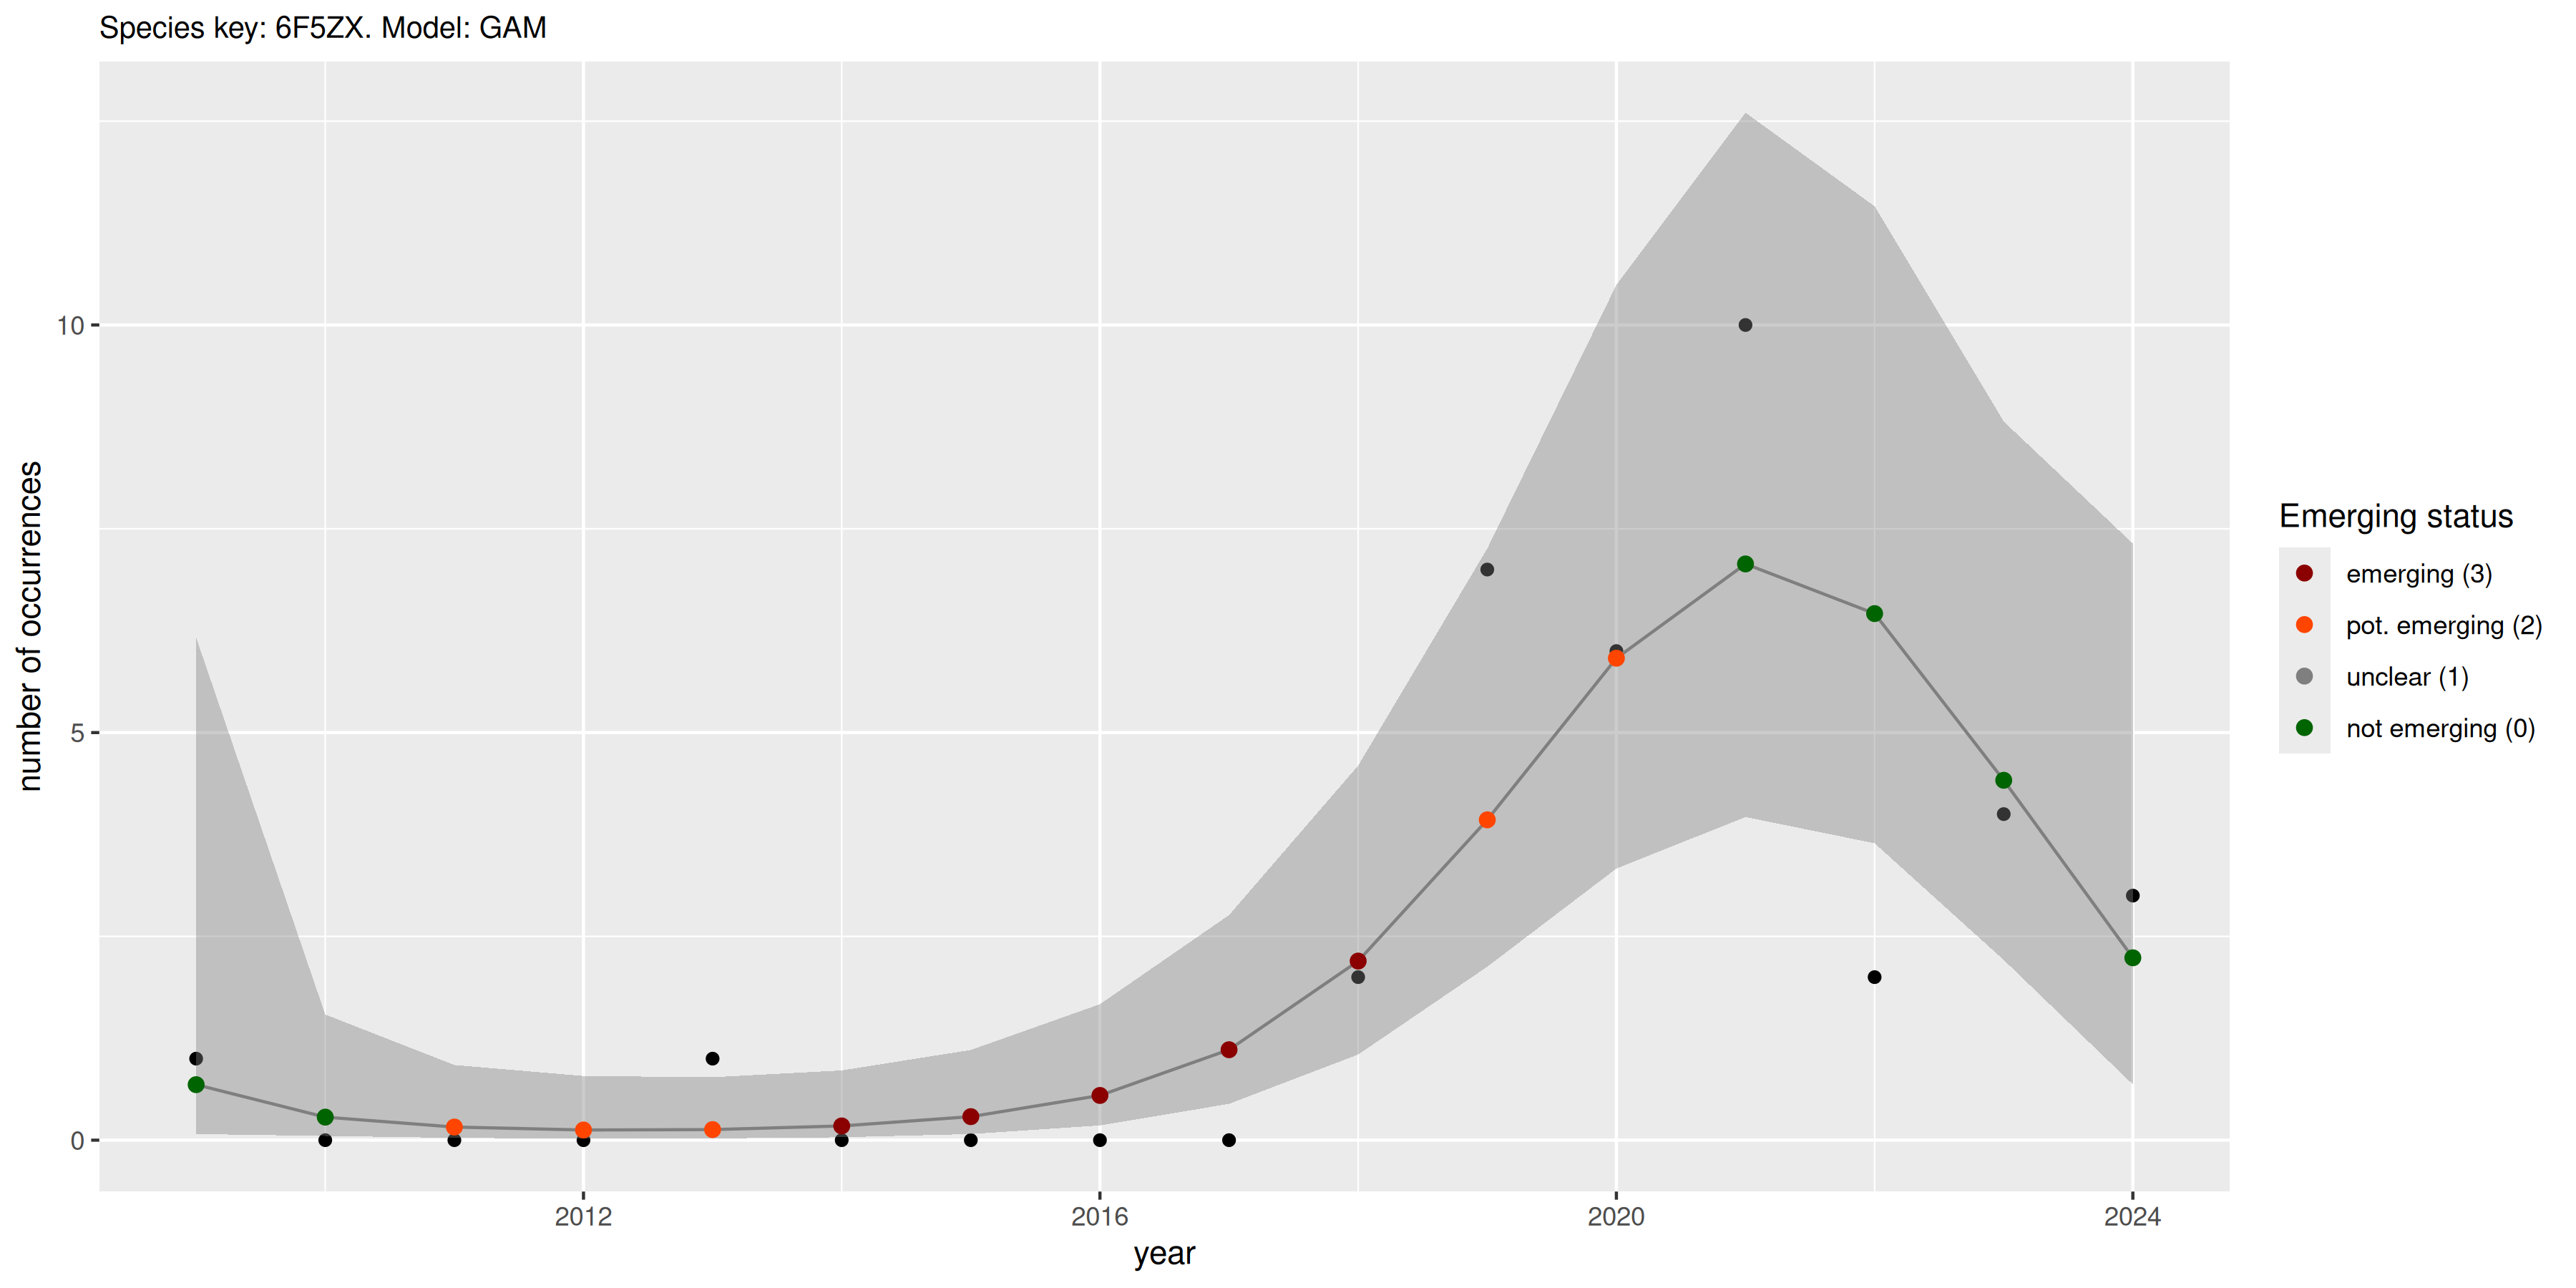 Species key: 6F5ZX. Model: GAM
number of occurrences
10
5
0
2012
2016
2020
2024
year
Emerging status
emerging (3)
pot. emerging (2)
unclear (1)
not emerging (0)